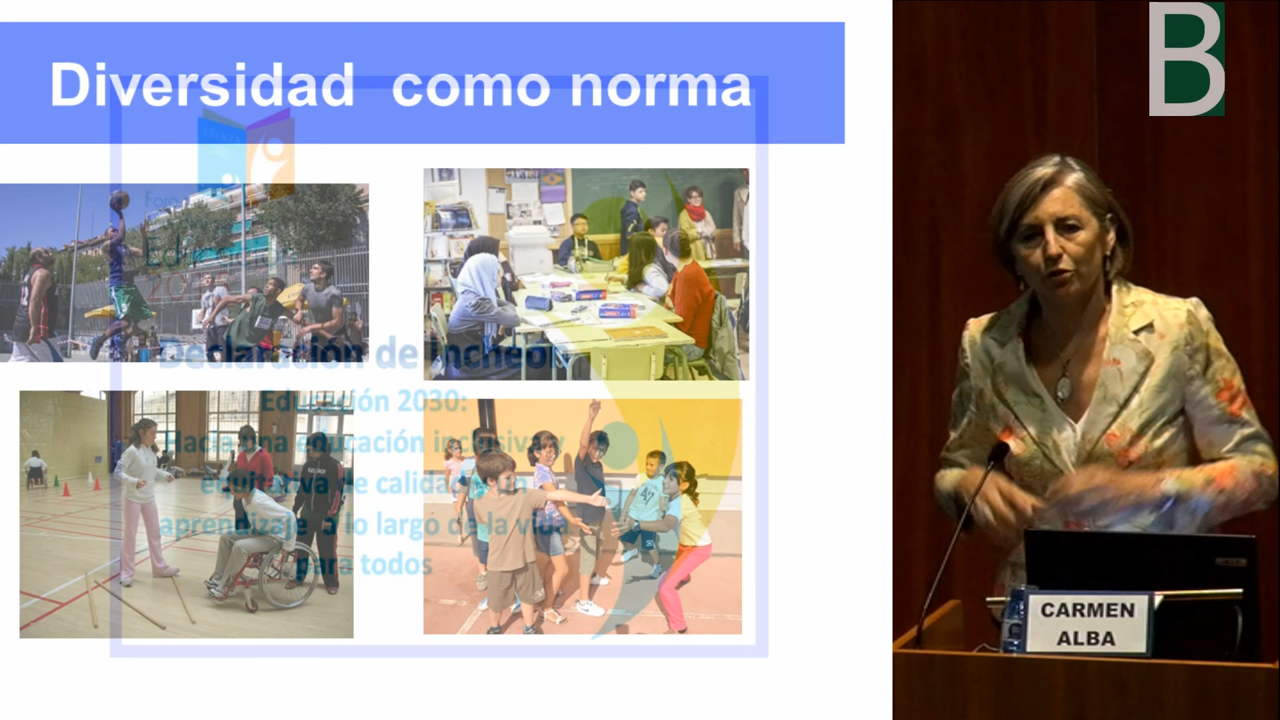 Diversidad como norma
Declaración de Incheon
Educación 2030:
Hacia una educación inclusiva y
equitativa de calidad y un
aprendizaje a lo largo de la vida
para todos
B
CARMEN
ALBA